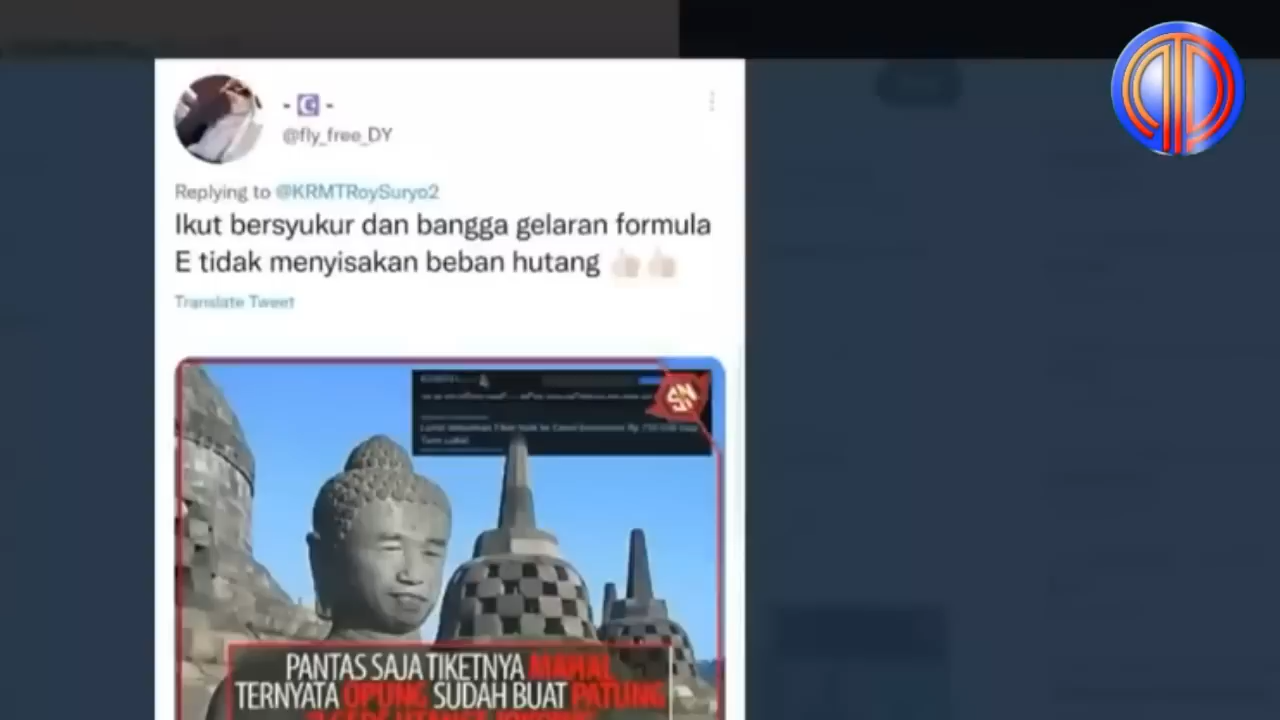 - G -
@fly_free_DY
Replying to @KRMTRoySuryo2
Ikut bersyukur dan bangga gelaran formula
E tidak menyisakan beban hutang 👍🏻👍🏻
Translate Tweet
SN
PANTAS SAJA TIKETNYA MAHAL
TERNYATA OPUNG SUDAH BUAT PATUNG